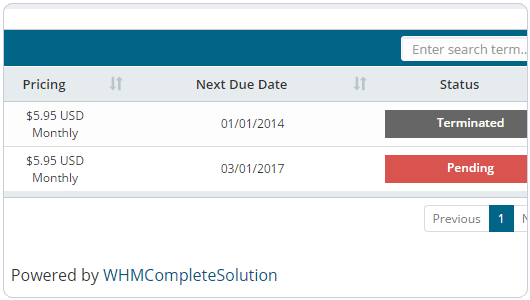 Enter search term..
Pricing Next Due Date Status
$5.95 USD
Monthly 01/01/2014 Terminated
$5.95 USD
Monthly 03/01/2017 Pending
Previous 1
Powered by WHMCompleteSolution